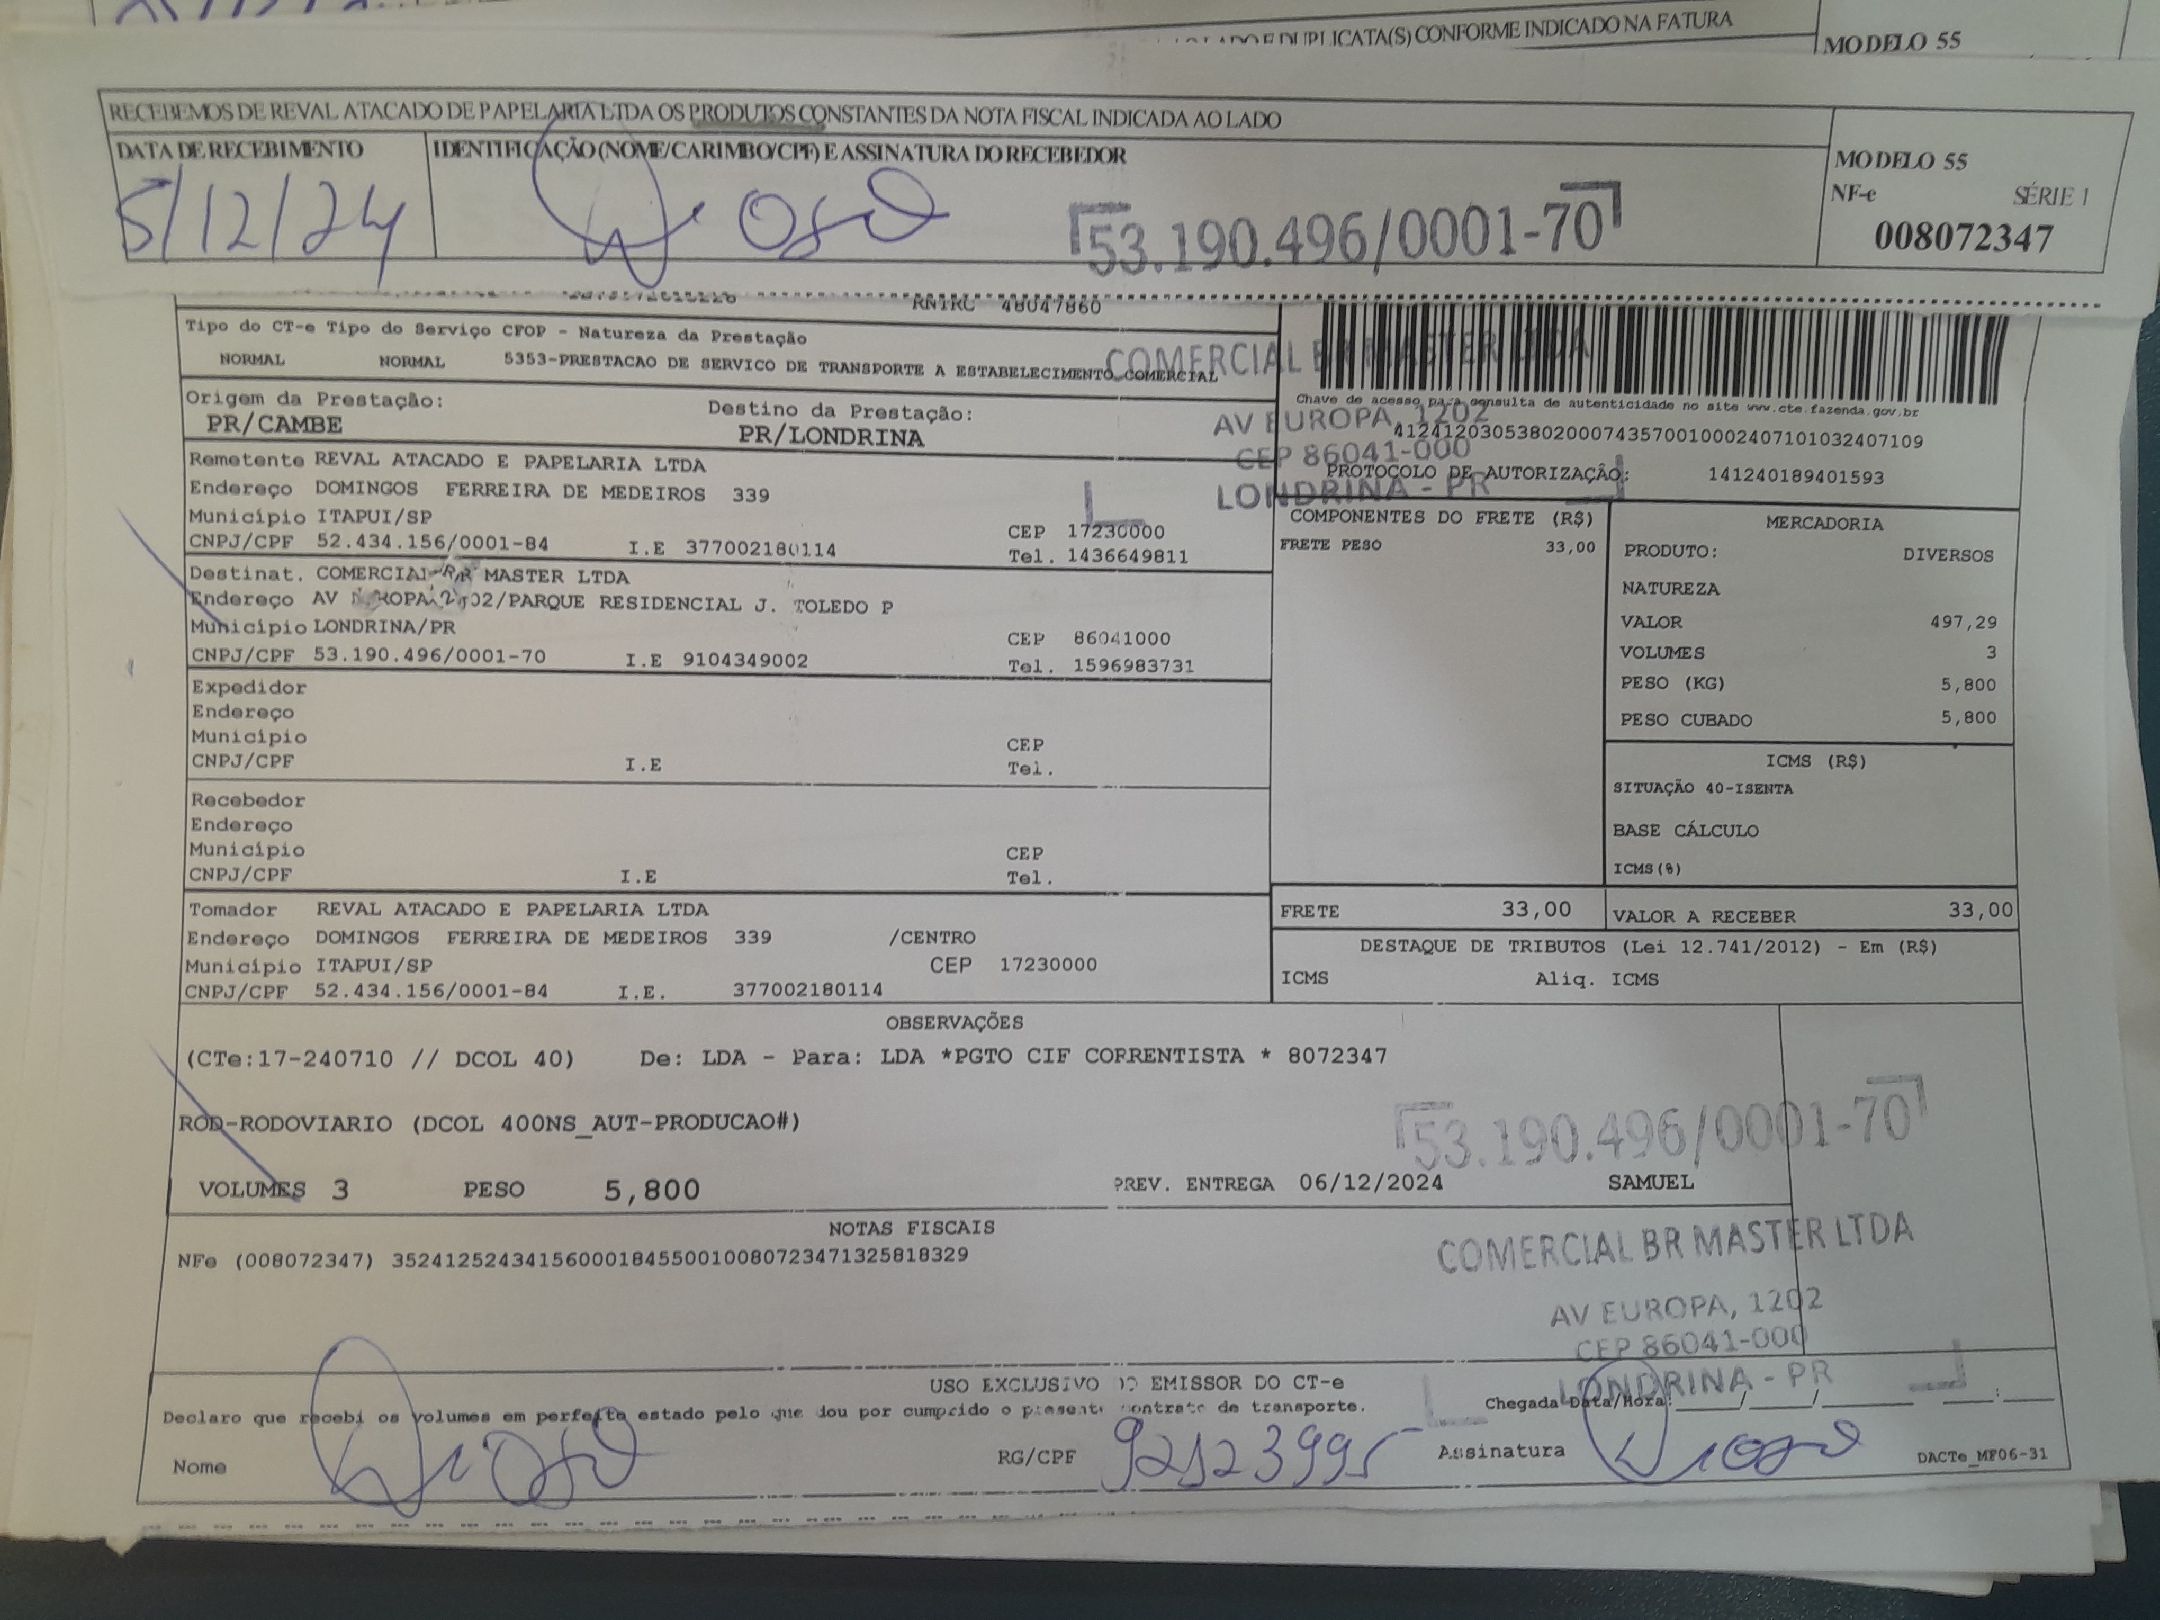 DUPLICATA(S) CONFORME INDICADO NA FATURA
MODELO 55
RECEBEMOS DE REVAL ATACADO DE PAPELARIA LTDA OS PRODUTOS CONSTANTES DA NOTA FISCAL INDICADA AO LADO
DATA DE RECEBIMENTO
IDENTIFICAÇÃO (NOME/CARIMBO/CPF) E ASSINATURA DO RECEBEDOR
MODELO 55
NF-e SÉRIE 1
008072347
5/12/24
53.190.496/0001-70
RNTRC 48047860
Tipo do CT-e Tipo do Serviço CFOP - Natureza da Prestação
NORMAL NORMAL 5353-PRESTACAO DE SERVICO DE TRANSPORTE A ESTABELECIMENTO COMERCIAL
COMERCIAL BR MASTER LTDA
AV EUROPA, 1202
CEP 86041-000
LONDRINA - PR
Chave de acesso para consulta de autenticidade no site www.cte.fazenda.gov.br
41241203053802000743570010002407101032407109
PROTOCOLO DE AUTORIZAÇÃO: 141240189401593
Origem da Prestação: Destino da Prestação:
PR/CAMBE PR/LONDRINA
Remetente REVAL ATACADO E PAPELARIA LTDA
Endereço DOMINGOS FERREIRA DE MEDEIROS 339
Município ITAPUI/SP CEP 17230000
CNPJ/CPF 52.434.156/0001-84 I.E 377002180114 Tel. 1436649811
Destinat. COMERCIAL BR MASTER LTDA
Endereço AV EUROPA 1202/PARQUE RESIDENCIAL J. TOLEDO P
Município LONDRINA/PR CEP 86041000
CNPJ/CPF 53.190.496/0001-70 I.E 9104349002 Tel. 1596983731
Expedidor
Endereço
Município CEP
CNPJ/CPF I.E Tel.
Recebedor
Endereço
Município CEP
CNPJ/CPF I.E Tel.
Tomador REVAL ATACADO E PAPELARIA LTDA
Endereço DOMINGOS FERREIRA DE MEDEIROS 339 /CENTRO
Município ITAPUI/SP CEP 17230000
CNPJ/CPF 52.434.156/0001-84 I.E. 377002180114
COMPONENTES DO FRETE (R$)
FRETE PESO 33,00
MERCADORIA
PRODUTO: DIVERSOS
NATUREZA
VALOR 497,29
VOLUMES 3
PESO (KG) 5,800
PESO CUBADO 5,800
ICMS (R$)
SITUAÇÃO 40-ISENTA
BASE CÁLCULO
ICMS(%)
FRETE 33,00 VALOR A RECEBER 33,00
DESTAQUE DE TRIBUTOS (Lei 12.741/2012) - Em (R$)
ICMS Aliq. ICMS
OBSERVAÇÕES
(CTe:17-240710 // DCOL 40) De: LDA - Para: LDA *PGTO CIF CORRENTISTA * 8072347
ROD-RODOVIARIO (DCOL 400NS_AUT-PRODUCAO#)
53.190.496/0001-70
VOLUMES 3 PESO 5,800 PREV. ENTREGA 06/12/2024 SAMUEL
NOTAS FISCAIS
NFe (008072347) 35241252434156000184550010080723471325818329
COMERCIAL BR MASTER LTDA
AV EUROPA, 1202
CEP 86041-000
LONDRINA - PR
USO EXCLUSIVO DO EMISSOR DO CT-e
Declaro que recebi os volumes em perfeito estado pelo que dou por cumprido o presente contrato de transporte.
Chegada Data/Hora: ____/____/______ __:__
Nome RG/CPF 92123995 Assinatura
DACTe_MF06-31